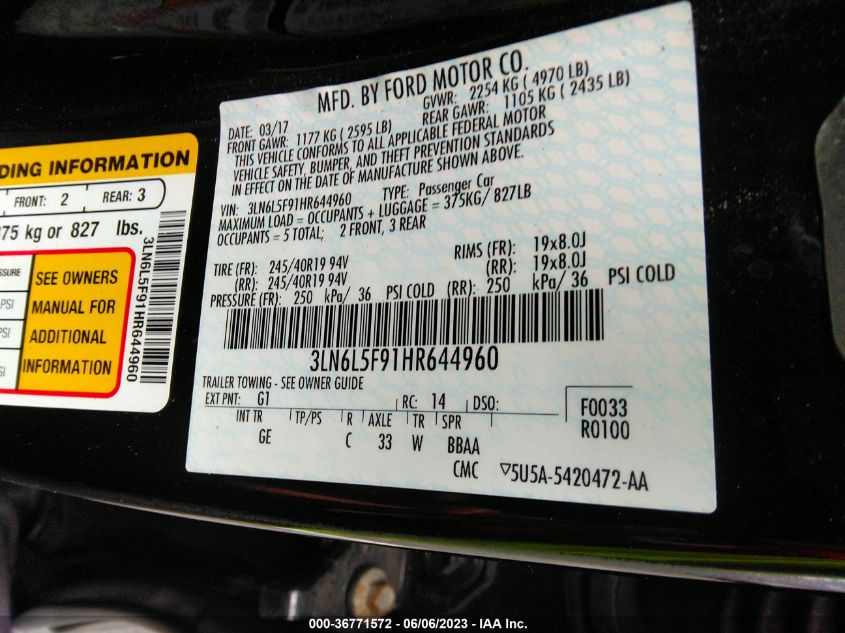 DING INFORMATION
FRONT: 2 REAR: 3
375 kg or 827 lbs.
SSURE
SEE OWNERS
PSI
MANUAL FOR
PSI
ADDITIONAL
INFORMATION
3LN6L5F91HR644960
MFD. BY FORD MOTOR CO.
DATE: 03/17 GVWR: 2254 KG ( 4970 LB)
FRONT GAWR: 1177 KG ( 2595 LB) REAR GAWR: 1105 KG ( 2435 LB)
THIS VEHICLE CONFORMS TO ALL APPLICABLE FEDERAL MOTOR
VEHICLE SAFETY, BUMPER, AND THEFT PREVENTION STANDARDS
IN EFFECT ON THE DATE OF MANUFACTURE SHOWN ABOVE.
VIN: 3LN6L5F91HR644960 TYPE: Passenger Car
MAXIMUM LOAD = OCCUPANTS + LUGGAGE = 375KG/ 827LB
OCCUPANTS = 5 TOTAL; 2 FRONT, 3 REAR
TIRE (FR): 245/40R19 94V RIMS (FR): 19x8.0J
(RR): 245/40R19 94V (RR): 19x8.0J
PRESSURE (FR): 250 kPa/ 36 PSI COLD (RR): 250 kPa/ 36 PSI COLD
3LN6L5F91HR644960
TRAILER TOWING - SEE OWNER GUIDE
EXT PNT: G1 RC: 14 DSO: F0033
INT TR TP/PS R AXLE TR SPR R0100
GE C 33 W BBAA
CMC ▽5U5A-5420472-AA
000-36771572 - 06/06/2023 - IAA Inc.